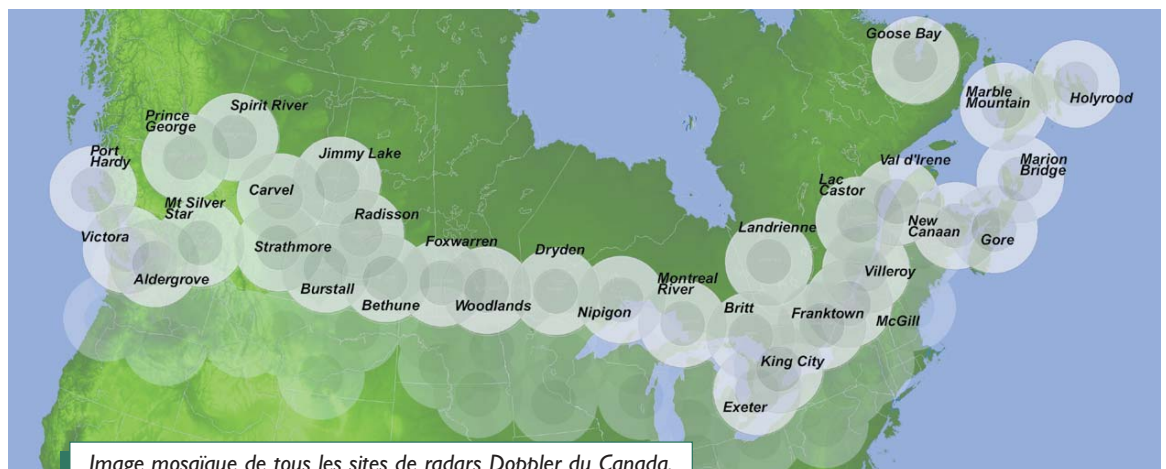 Goose Bay
Marble
Mountain
Holyrood
Spirit River
Prince
George
Port
Hardy
Jimmy Lake
Val d'Irene
Marion
Bridge
Carvel
Lac
Castor
Mt Silver
Star
Radisson
New
Canaan
Gore
Landrienne
Victora
Strathmore
Foxwarren
Dryden
Aldergrove
Villeroy
Montreal
River
Burstall
Bethune
Woodlands
Nipigon
Britt
Franktown
McGill
King City
Exeter
Image mosaïque de tous les sites de radars Doppler du Canada.